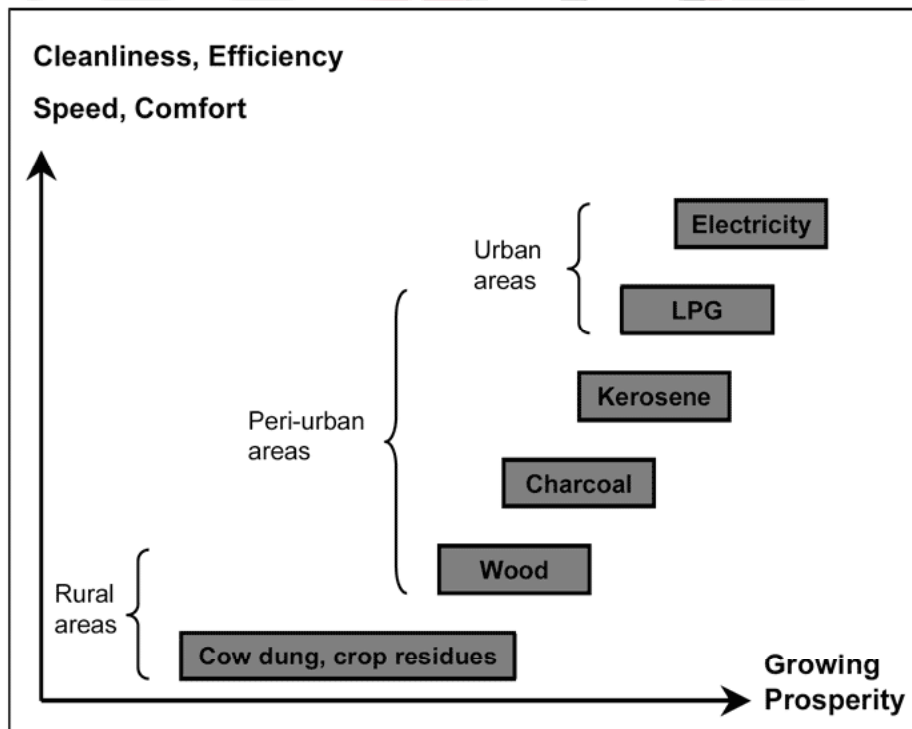 Cleanliness, Efficiency
Speed, Comfort
Electricity
Urban
areas
LPG
Kerosene
Peri-urban
areas
Charcoal
Wood
Rural
areas
Cow dung, crop residues
Growing
Prosperity